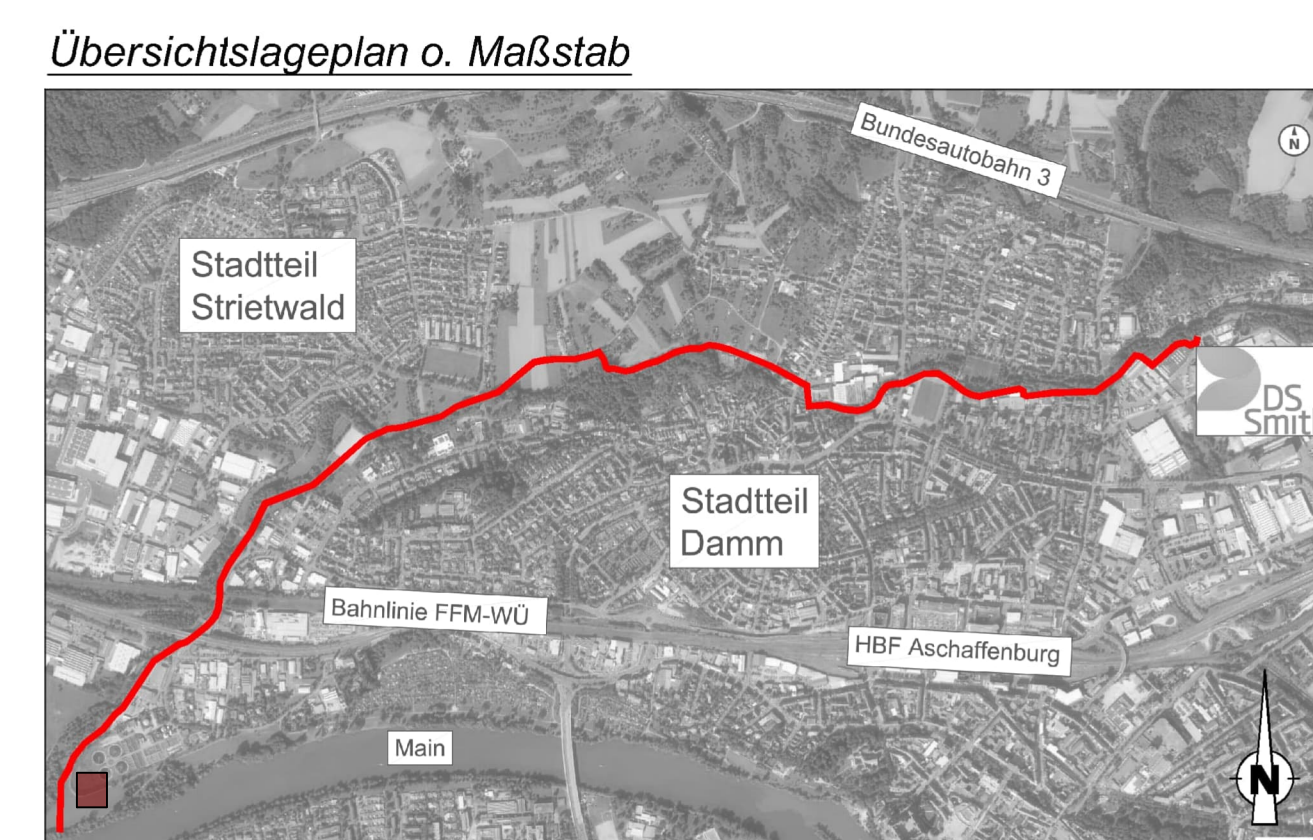 Übersichtslageplan o. Maßstab
Bundesautobahn 3
N
Stadtteil
Strietwald
DS
Smit
Stadtteil
Damm
Bahnlinie FFM-WÜ
HBF Aschaffenburg
Main
N